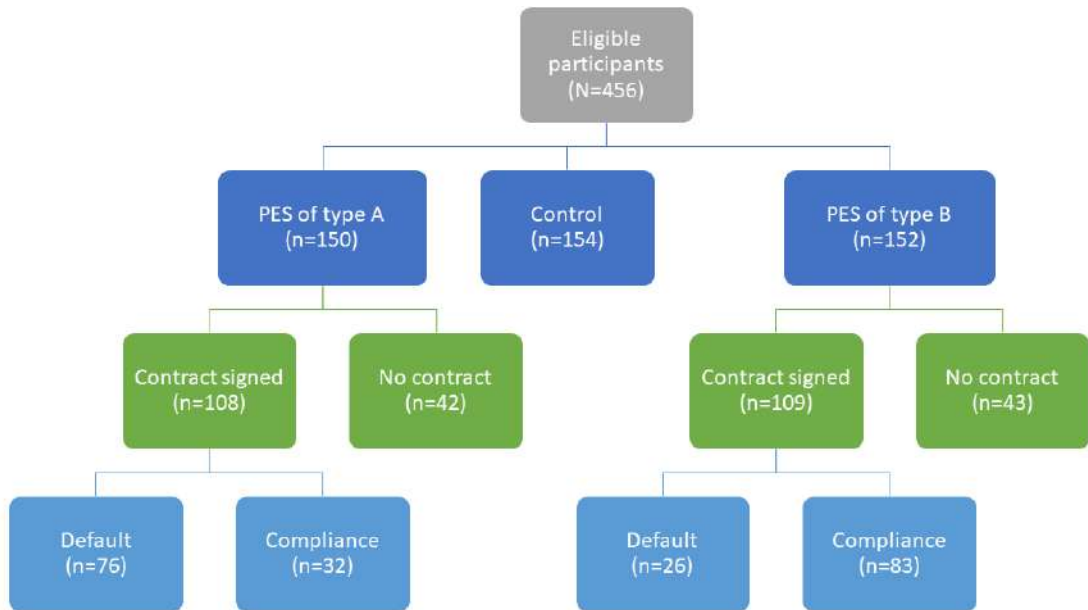 Eligible
participants
(N=456)
PES of type A
(n=150)
Control
(n=154)
PES of type B
(n=152)
Contract signed
(n=108)
No contract
(n=42)
Contract signed
(n=109)
No contract
(n=43)
Default
(n=76)
Compliance
(n=32)
Default
(n=26)
Compliance
(n=83)